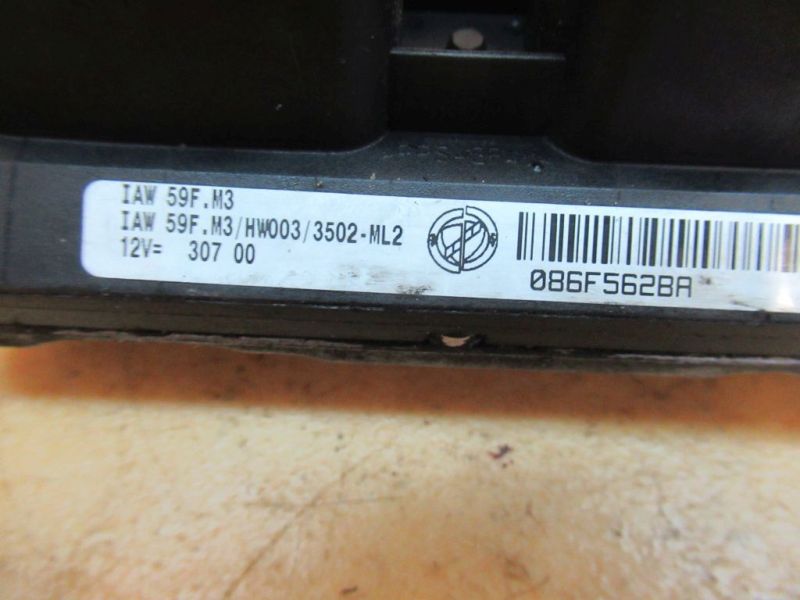 IAW 59F.M3
IAW 59F.M3/HW003/3502-ML2
12V= 307 00
086F562BA